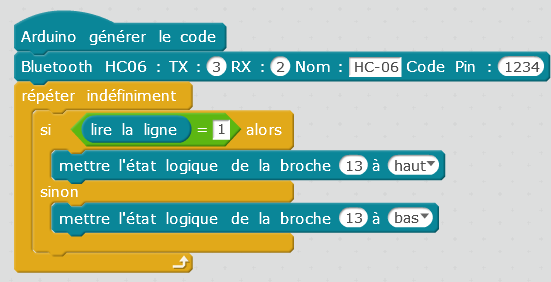 Arduino générer le code
Bluetooth HC06 : TX : 3 RX : 2 Nom : HC-06 Code Pin : 1234
répéter indéfiniment
si lire la ligne = 1 alors
mettre l'état logique de la broche 13 à haut
sinon
mettre l'état logique de la broche 13 à bas